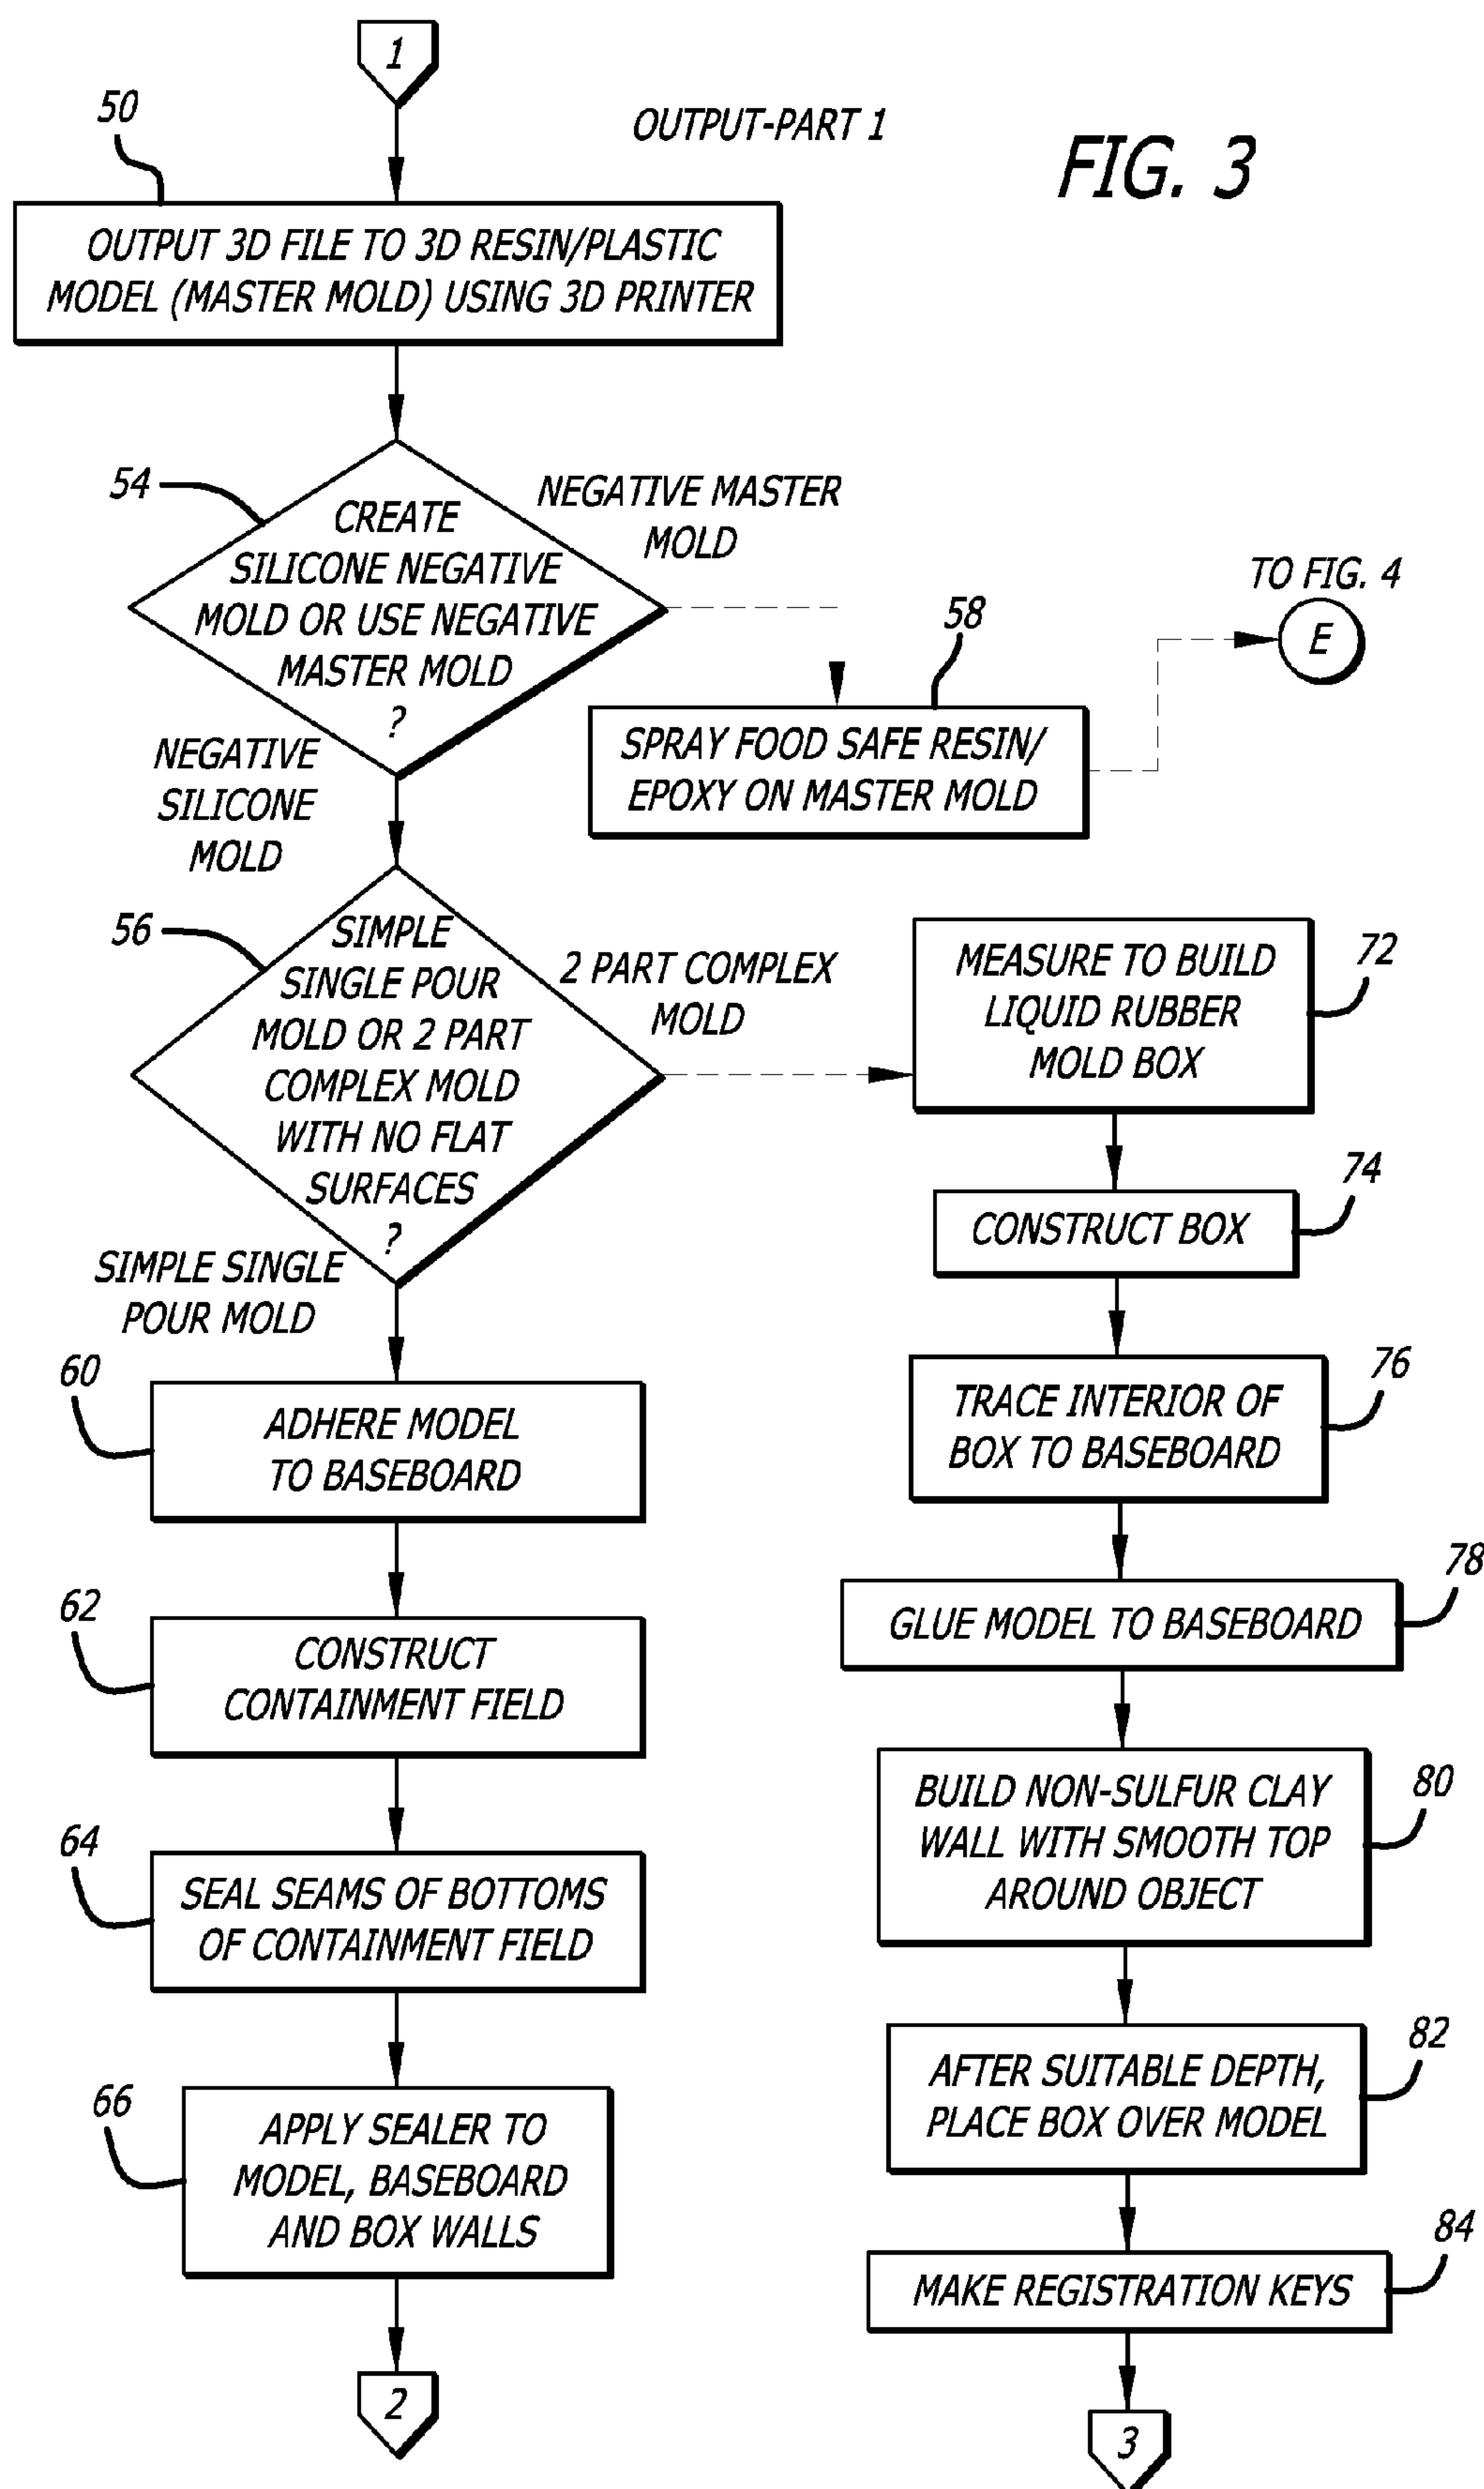 1
OUTPUT-PART 1
FIG. 3
50
OUTPUT 3D FILE TO 3D RESIN/PLASTIC
MODEL (MASTER MOLD) USING 3D PRINTER
54
CREATE
SILICONE NEGATIVE
MOLD OR USE NEGATIVE
MASTER MOLD
?
NEGATIVE MASTER
MOLD
58
SPRAY FOOD SAFE RESIN/
EPOXY ON MASTER MOLD
TO FIG. 4
E
NEGATIVE
SILICONE
MOLD
56
SIMPLE
SINGLE POUR
MOLD OR 2 PART
COMPLEX MOLD
WITH NO FLAT
SURFACES
?
2 PART COMPLEX
MOLD
SIMPLE SINGLE
POUR MOLD
60
ADHERE MODEL
TO BASEBOARD
62
CONSTRUCT
CONTAINMENT FIELD
64
SEAL SEAMS OF BOTTOMS
OF CONTAINMENT FIELD
66
APPLY SEALER TO
MODEL, BASEBOARD
AND BOX WALLS
2
MEASURE TO BUILD
LIQUID RUBBER
MOLD BOX
72
CONSTRUCT BOX
74
TRACE INTERIOR OF
BOX TO BASEBOARD
76
GLUE MODEL TO BASEBOARD
78
BUILD NON-SULFUR CLAY
WALL WITH SMOOTH TOP
AROUND OBJECT
80
AFTER SUITABLE DEPTH,
PLACE BOX OVER MODEL
82
MAKE REGISTRATION KEYS
84
3